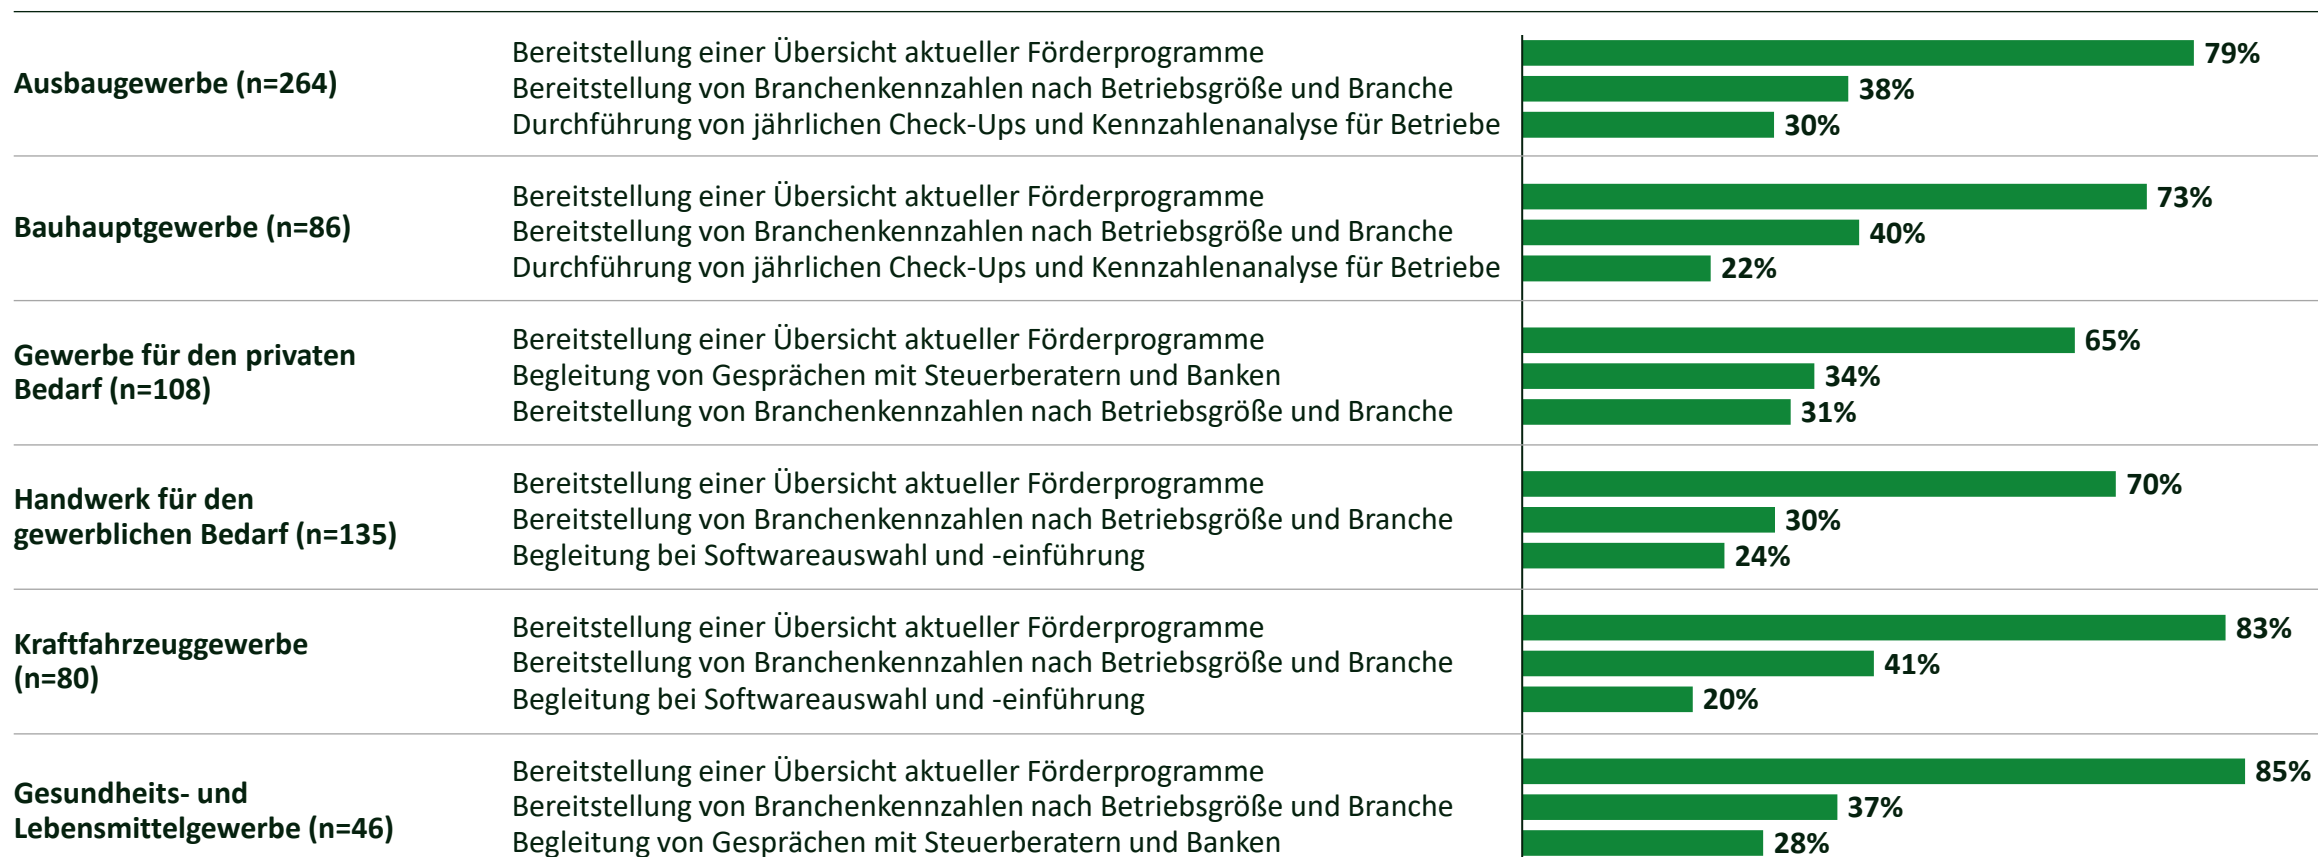 Ausbaugewerbe (n=264)
Bereitstellung einer Übersicht aktueller Förderprogramme 79%
Bereitstellung von Branchenkennzahlen nach Betriebsgröße und Branche 38%
Durchführung von jährlichen Check-Ups und Kennzahlenanalyse für Betriebe 30%
Bauhauptgewerbe (n=86)
Bereitstellung einer Übersicht aktueller Förderprogramme 73%
Bereitstellung von Branchenkennzahlen nach Betriebsgröße und Branche 40%
Durchführung von jährlichen Check-Ups und Kennzahlenanalyse für Betriebe 22%
Gewerbe für den privaten
Bedarf (n=108)
Bereitstellung einer Übersicht aktueller Förderprogramme 65%
Begleitung von Gesprächen mit Steuerberatern und Banken 34%
Bereitstellung von Branchenkennzahlen nach Betriebsgröße und Branche 31%
Handwerk für den
gewerblichen Bedarf (n=135)
Bereitstellung einer Übersicht aktueller Förderprogramme 70%
Bereitstellung von Branchenkennzahlen nach Betriebsgröße und Branche 30%
Begleitung bei Softwareauswahl und -einführung 24%
Kraftfahrzeuggewerbe
(n=80)
Bereitstellung einer Übersicht aktueller Förderprogramme 83%
Bereitstellung von Branchenkennzahlen nach Betriebsgröße und Branche 41%
Begleitung bei Softwareauswahl und -einführung 20%
Gesundheits- und
Lebensmittelgewerbe (n=46)
Bereitstellung einer Übersicht aktueller Förderprogramme 85%
Bereitstellung von Branchenkennzahlen nach Betriebsgröße und Branche 37%
Begleitung von Gesprächen mit Steuerberatern und Banken 28%